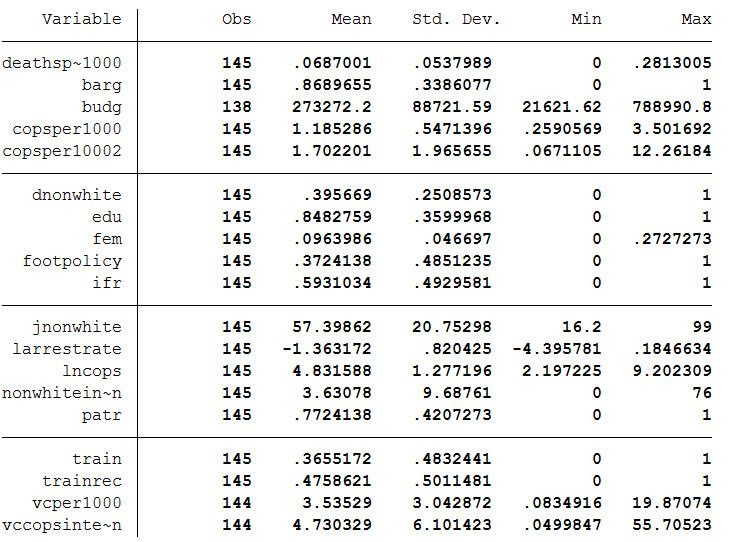 Variable Obs Mean Std. Dev. Min Max
deathsp~1000 145 .0687001 .0537989 0 .2813005
barg 145 .8689655 .3386077 0 1
budg 138 273272.2 88721.59 21621.62 788990.8
copsper1000 145 1.185286 .5471396 .2590569 3.501692
copsper10002 145 1.702201 1.965655 .0671105 12.26184
dnonwhite 145 .395669 .2508573 0 1
edu 145 .8482759 .3599968 0 1
fem 145 .0963986 .046697 0 .2727273
footpolicy 145 .3724138 .4851235 0 1
ifr 145 .5931034 .4929581 0 1
jnonwhite 145 57.39862 20.75298 16.2 99
larrestrate 145 -1.363172 .820425 -4.395781 .1846634
lncops 145 4.831588 1.277196 2.197225 9.202309
nonwhitein~n 145 3.63078 9.68761 0 76
patr 145 .7724138 .4207273 0 1
train 145 .3655172 .4832441 0 1
trainrec 145 .4758621 .5011481 0 1
vcper1000 144 3.53529 3.042872 .0834916 19.87074
vccopsinte~n 144 4.730329 6.101423 .0499847 55.70523